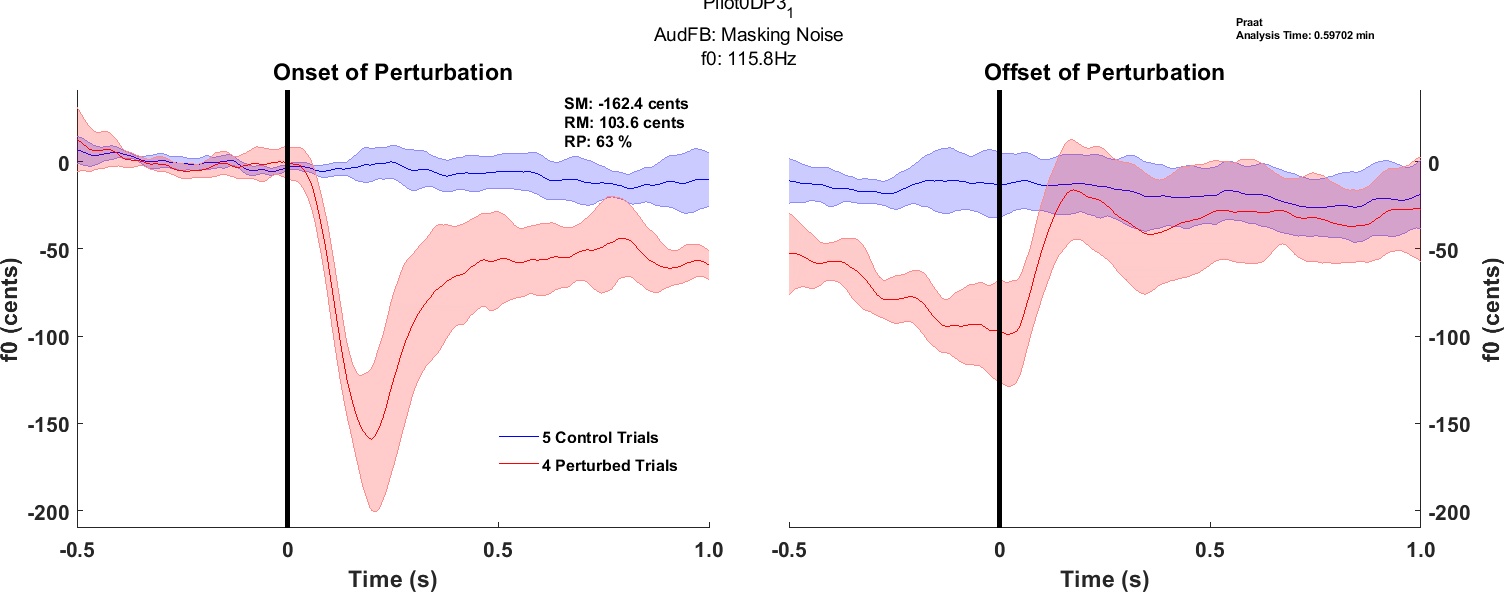 Pilot0DP3₁
AudFB: Masking Noise
f0: 115.8Hz
Praat
Analysis Time: 0.59702 min
Onset of Perturbation
SM: -162.4 cents
RM: 103.6 cents
RP: 63 %
0
-50
-100
-150
-200
f0 (cents)
5 Control Trials
4 Perturbed Trials
-0.5
0
0.5
1.0
Time (s)
Offset of Perturbation
0
-50
-100
-150
-200
f0 (cents)
-0.5
0
0.5
1.0
Time (s)